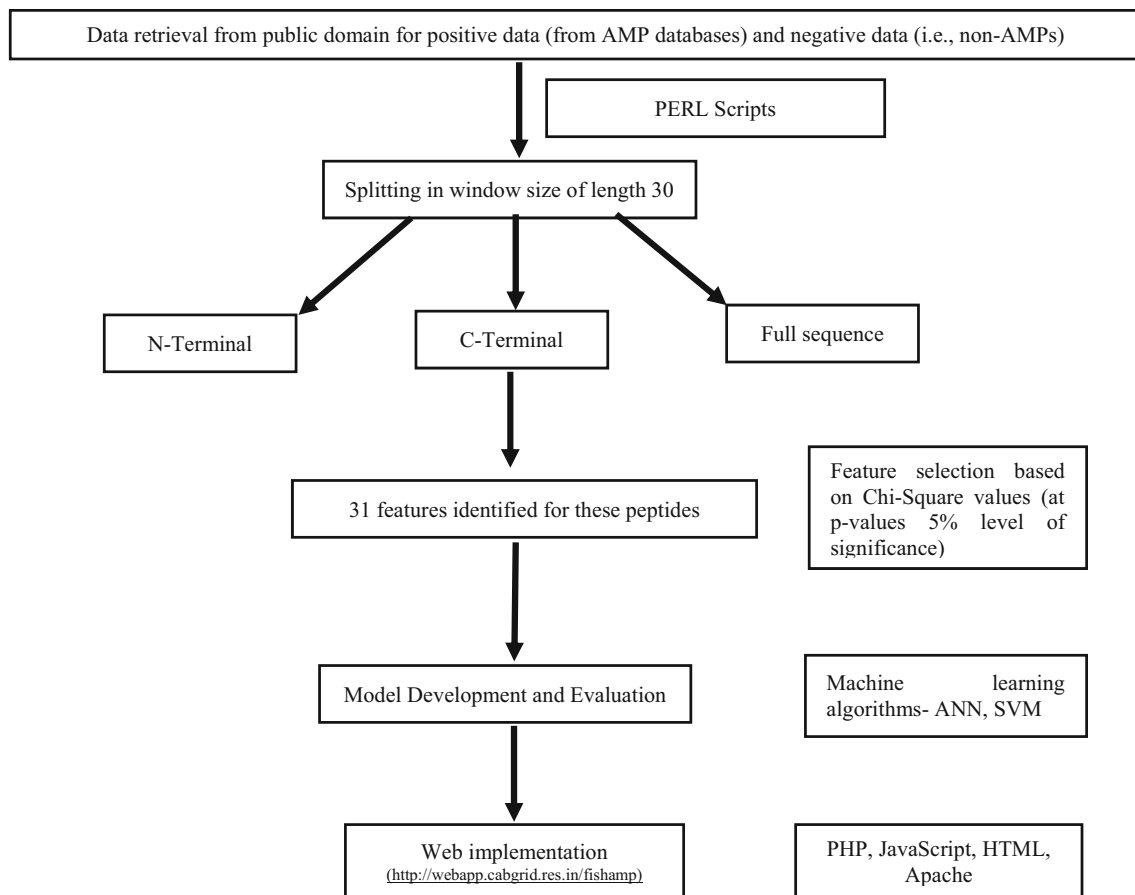 Data retrieval from public domain for positive data (from AMP databases) and negative data (i.e., non-AMPs)
PERL Scripts
Splitting in window size of length 30
N-Terminal
C-Terminal
Full sequence
31 features identified for these peptides
Feature selection based
on Chi-Square values (at
p-values 5% level of
significance)
Model Development and Evaluation
Machine learning
algorithms- ANN, SVM
Web implementation
(http://webapp.cabgrid.res.in/fishamp)
PHP, JavaScript, HTML,
Apache